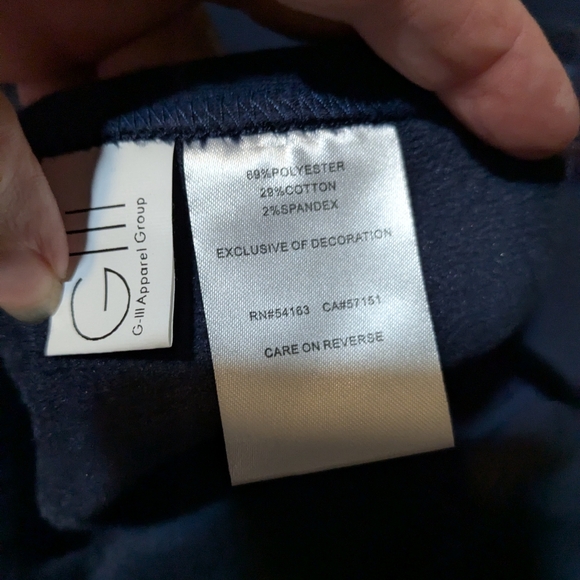 G-III
G-III Apparel Group
69%POLYESTER
29%COTTON
2%SPANDEX
EXCLUSIVE OF DECORATION
RN#54163 CA#57151
CARE ON REVERSE